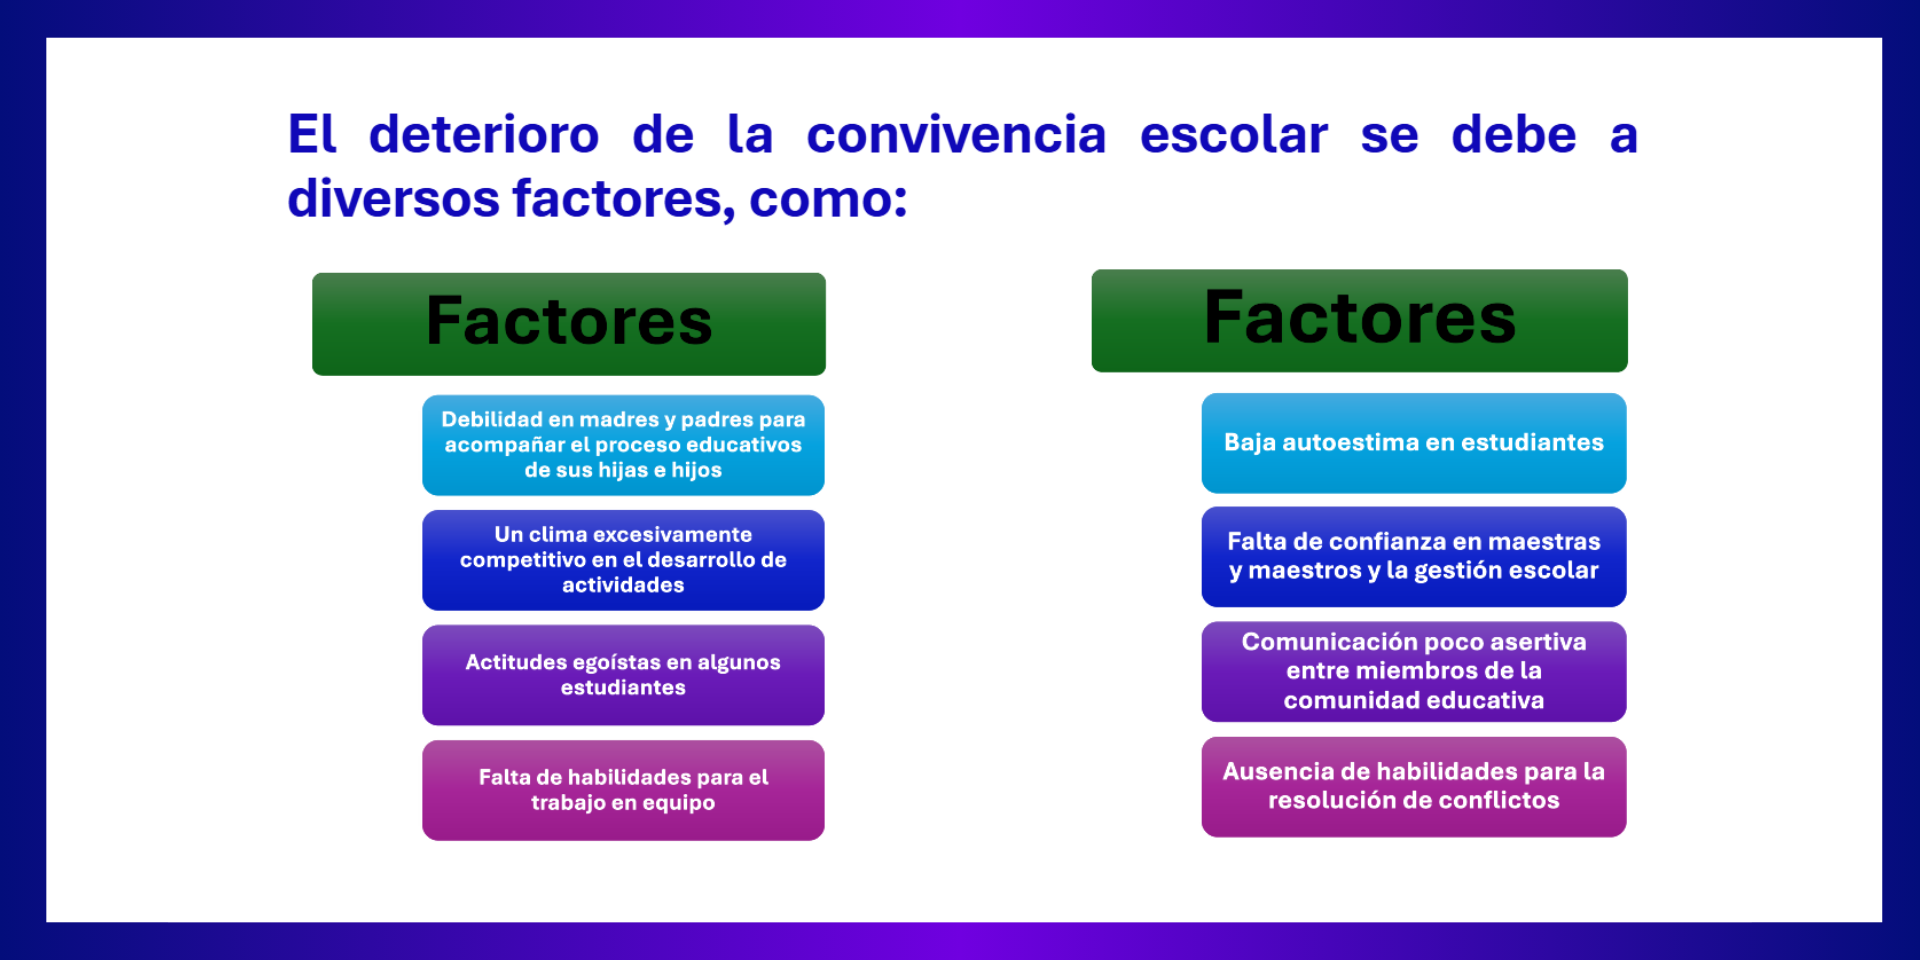 El deterioro de la convivencia escolar se debe a
diversos factores, como:
Factores
Debilidad en madres y padres para
acompañar el proceso educativos
de sus hijas e hijos
Un clima excesivamente
competitivo en el desarrollo de
actividades
Actitudes egoístas en algunos
estudiantes
Falta de habilidades para el
trabajo en equipo
Factores
Baja autoestima en estudiantes
Falta de confianza en maestras
y maestros y la gestión escolar
Comunicación poco asertiva
entre miembros de la
comunidad educativa
Ausencia de habilidades para la
resolución de conflictos